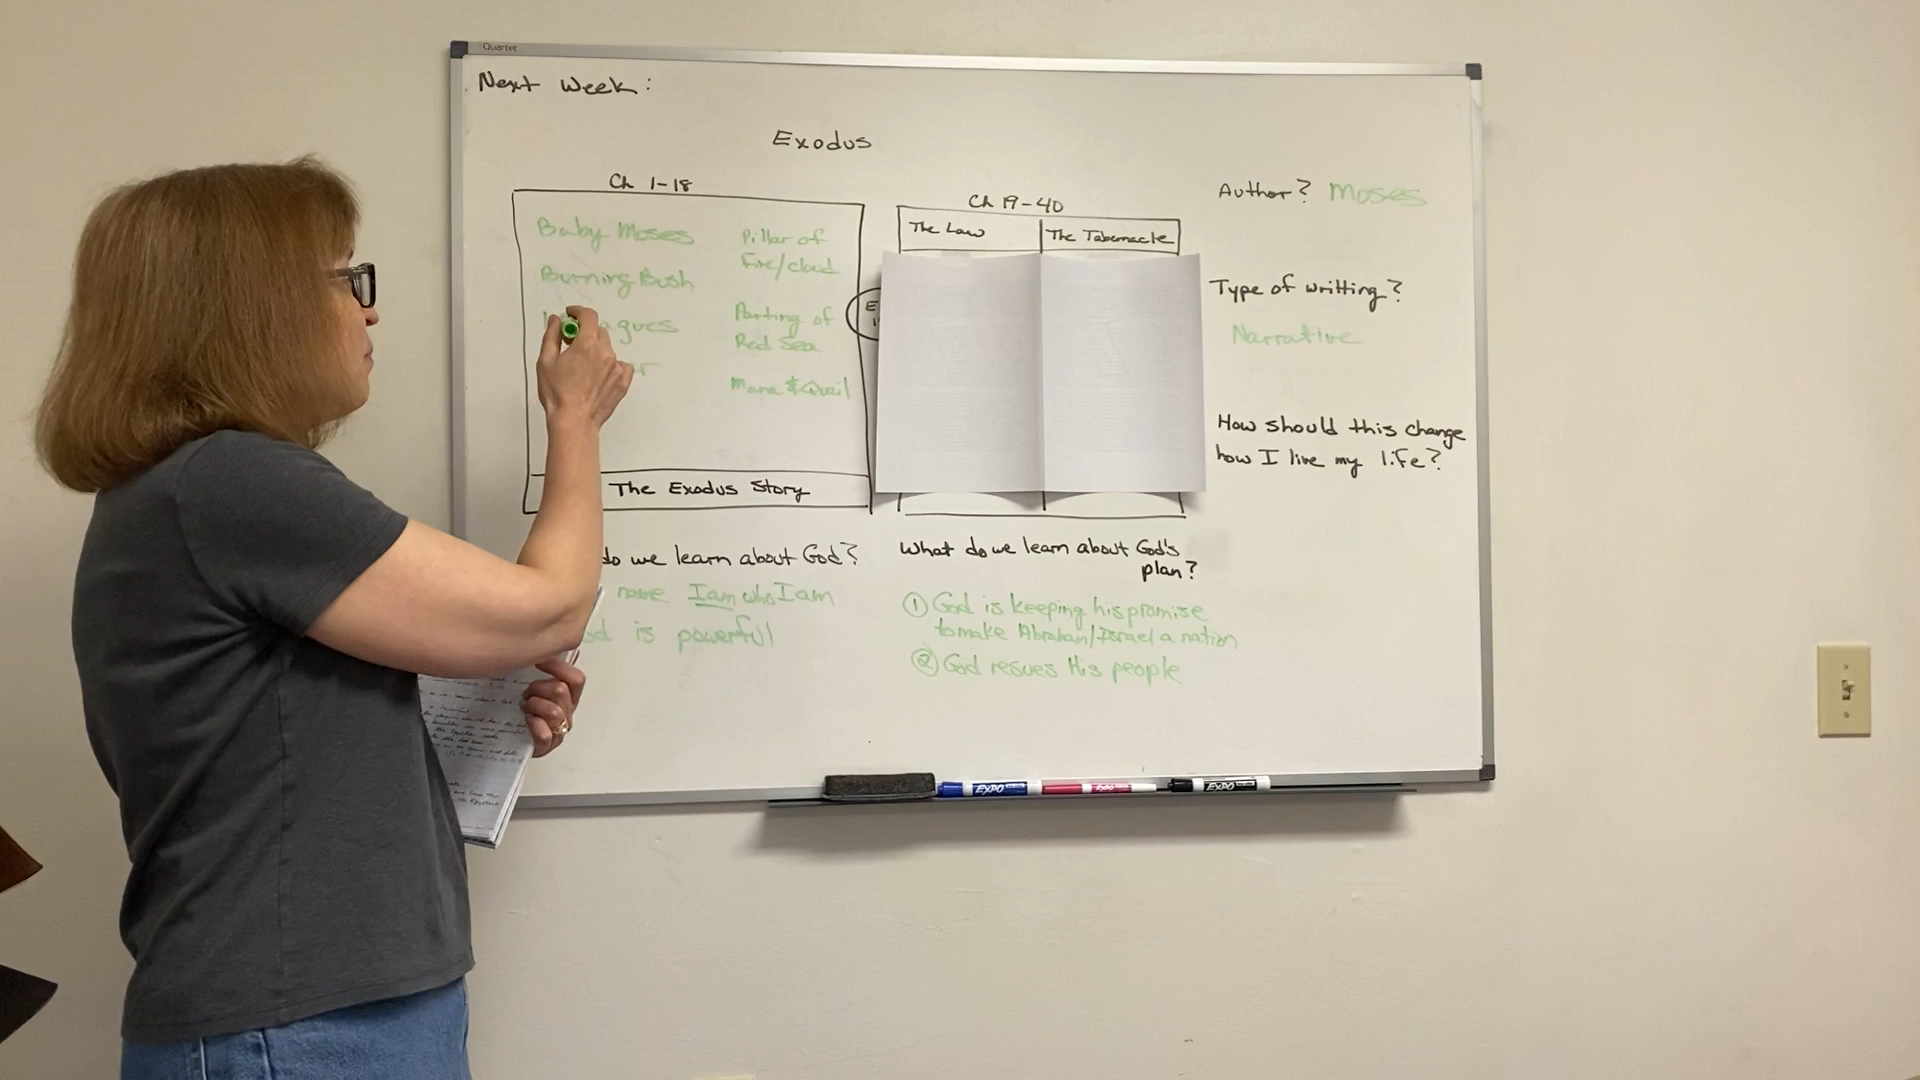 Quartet
Next Week:
Exodus
Ch 1-18
Baby Moses
Burning Bush
Pillar of
Fire/cloud
Parting of
Red Sea
Mana & Quail
The Exodus Story
Ch 19-40
The Law
The Tabernacle
Author? Moses
Type of writting?
Narrative
How should this change
how I live my life?
do we learn about God?
name I am who I am
is powerful
What do we learn about God's
plan?
① God is keeping his promise
to make Abraham/Israel a nation
② God resues His people
EXPO
EXPO
EXPO